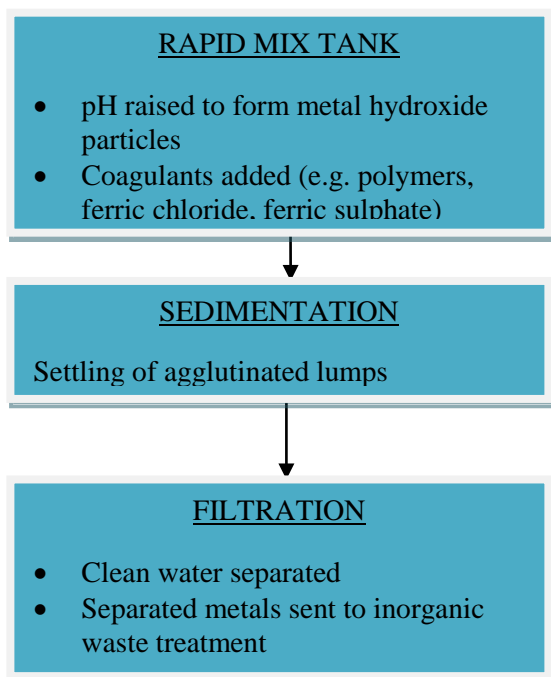 RAPID MIX TANK
• pH raised to form metal hydroxide
particles
• Coagulants added (e.g. polymers,
ferric chloride, ferric sulphate)
SEDIMENTATION
Settling of agglutinated lumps
FILTRATION
• Clean water separated
• Separated metals sent to inorganic
waste treatment